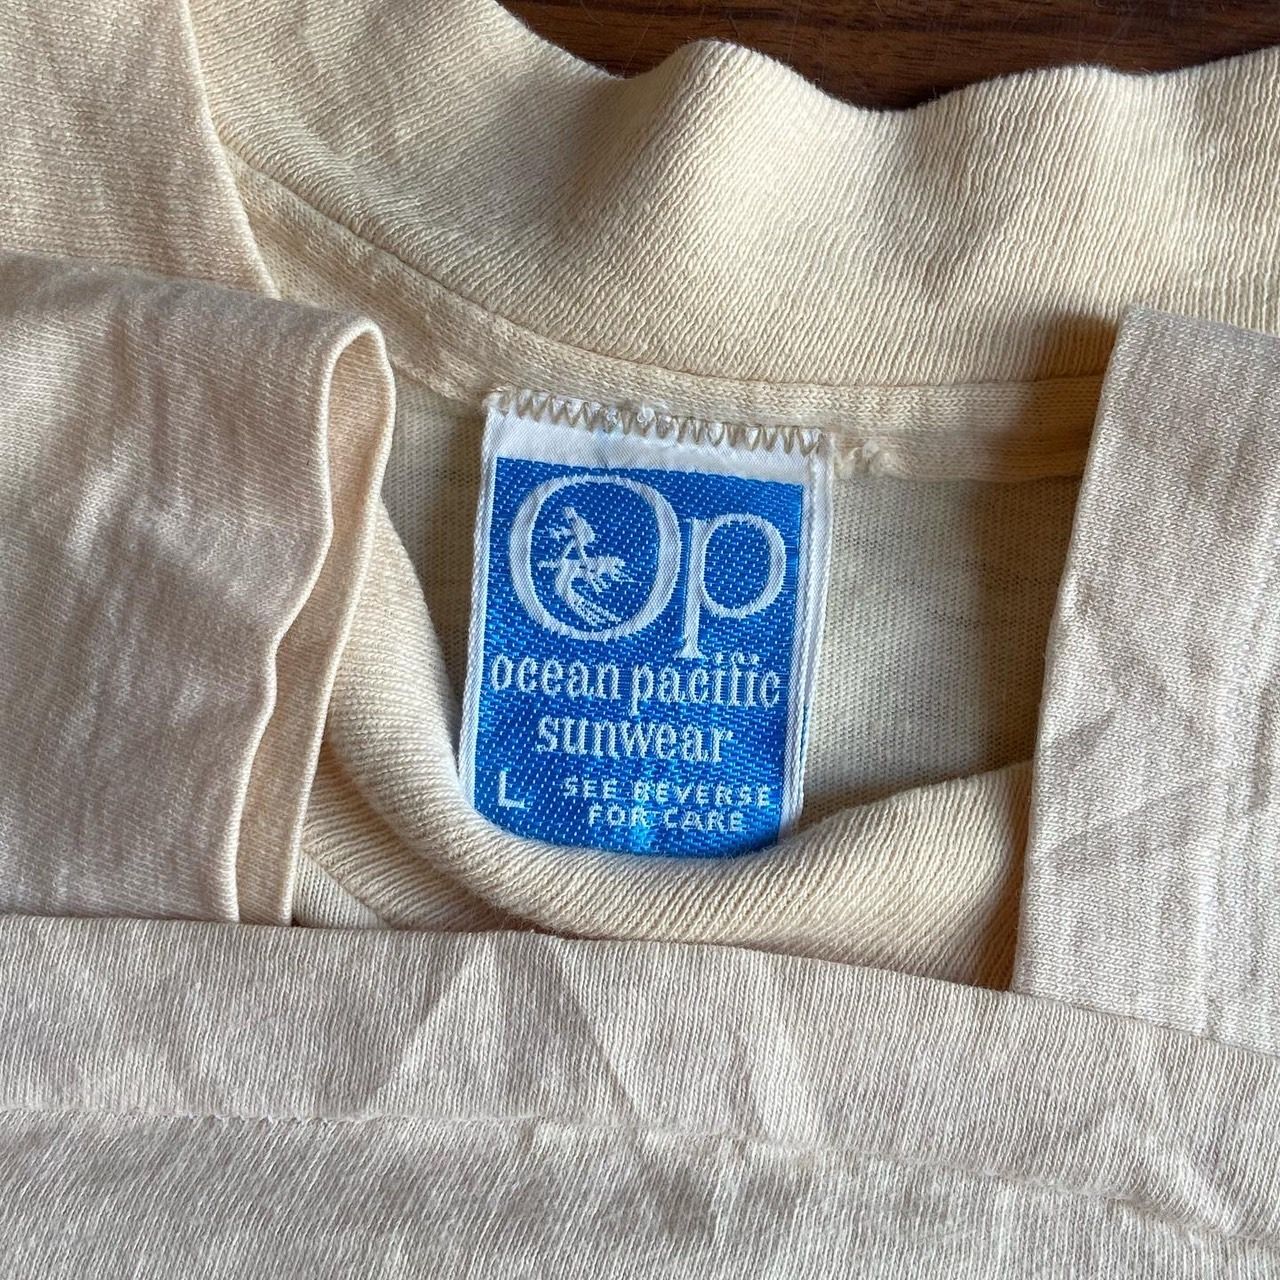 Op
ocean pacific
sunwear
L SEE REVERSE
FOR CARE